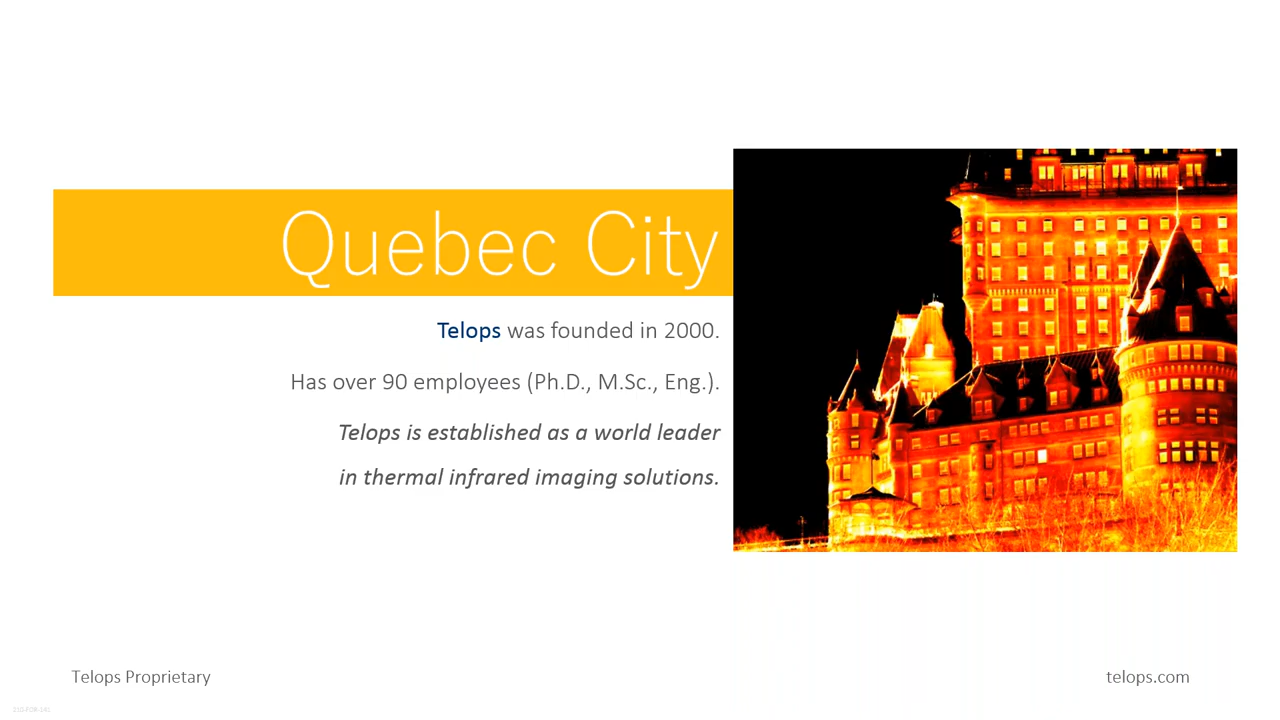 Quebec City
Telops was founded in 2000.
Has over 90 employees (Ph.D., M.Sc., Eng.).
Telops is established as a world leader
in thermal infrared imaging solutions.
Telops Proprietary
telops.com